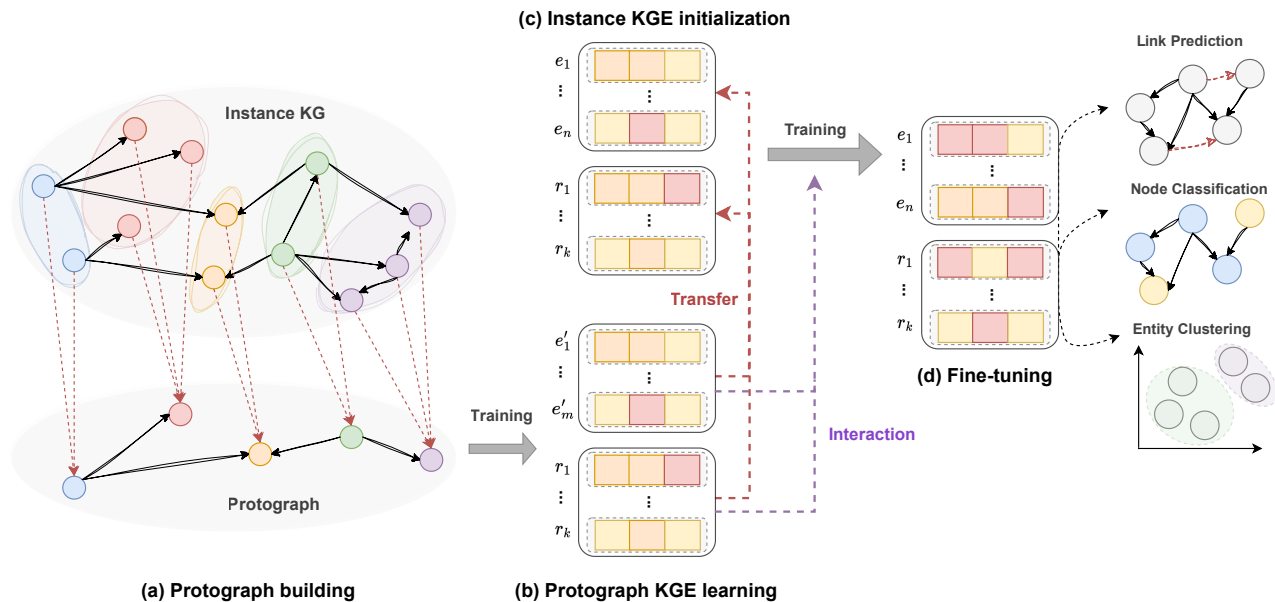 (c) Instance KGE initialization
Instance KG
e₁
⋮
⋮
eₙ
r₁
⋮
⋮
rₖ
Transfer
Training
e₁
⋮
⋮
eₙ
r₁
⋮
⋮
rₖ
(d) Fine-tuning
Link Prediction
Node Classification
Entity Clustering
Protograph
Training
e′₁
⋮
⋮
e′ₘ
r₁
⋮
⋮
rₖ
Interaction
(a) Protograph building
(b) Protograph KGE learning